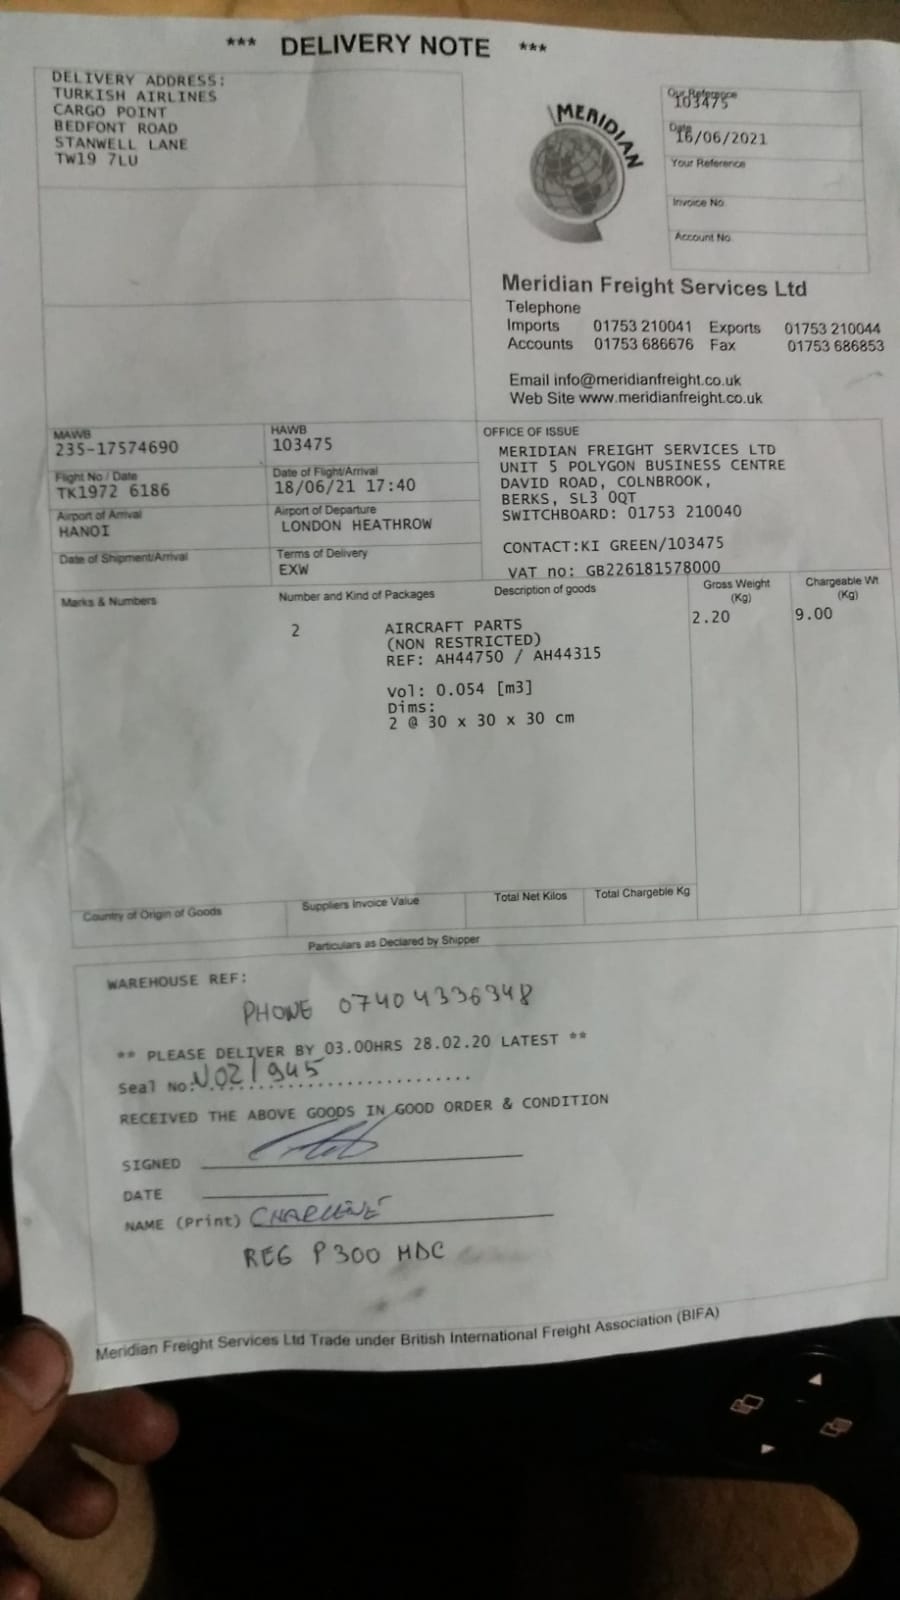 *** DELIVERY NOTE ***
DELIVERY ADDRESS:
TURKISH AIRLINES
CARGO POINT
BEDFONT ROAD
STANWELL LANE
TW19 7LU
MERIDIAN
Our Reference
103475
Date
16/06/2021
Your Reference
Invoice No.
Account No.
Meridian Freight Services Ltd
Telephone
Imports 01753 210041 Exports 01753 210044
Accounts 01753 686676 Fax 01753 686853
Email info@meridianfreight.co.uk
Web Site www.meridianfreight.co.uk
MAWB
235-17574690
HAWB
103475
Flight No / Date
TK1972 6186
Date of Flight/Arrival
18/06/21 17:40
Airport of Arrival
HANOI
Airport of Departure
LONDON HEATHROW
Date of Shipment/Arrival
Terms of Delivery
EXW
OFFICE OF ISSUE
MERIDIAN FREIGHT SERVICES LTD
UNIT 5 POLYGON BUSINESS CENTRE
DAVID ROAD, COLNBROOK,
BERKS, SL3 0QT
SWITCHBOARD: 01753 210040
CONTACT:KI GREEN/103475
VAT no: GB226181578000
Marks & Numbers Number and Kind of Packages Description of goods Gross Weight (Kg) Chargeable Wt (Kg)
2 AIRCRAFT PARTS 2.20 9.00
(NON RESTRICTED)
REF: AH44750 / AH44315
Vol: 0.054 [m3]
Dims:
2 @ 30 x 30 x 30 cm
Country of Origin of Goods Suppliers Invoice Value Total Net Kilos Total Chargeble Kg
Particulars as Declared by Shipper
WAREHOUSE REF:
PHONE 07404336348
** PLEASE DELIVER BY 03.00HRS 28.02.20 LATEST **
Seal No: V021945
RECEIVED THE ABOVE GOODS IN GOOD ORDER & CONDITION
SIGNED
DATE
NAME (Print)
REG P300 MDC
Meridian Freight Services Ltd Trade under British International Freight Association (BIFA)